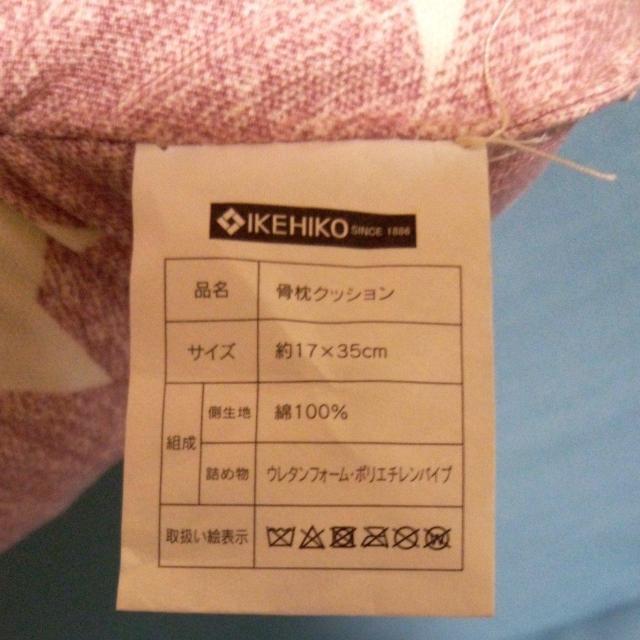 IKEHIKO SINCE 1886
品名 骨枕クッション
サイズ 約17×35cm
組成 側生地 綿100%
詰め物 ウレタンフォーム・ポリエチレンパイプ
取扱い絵表示